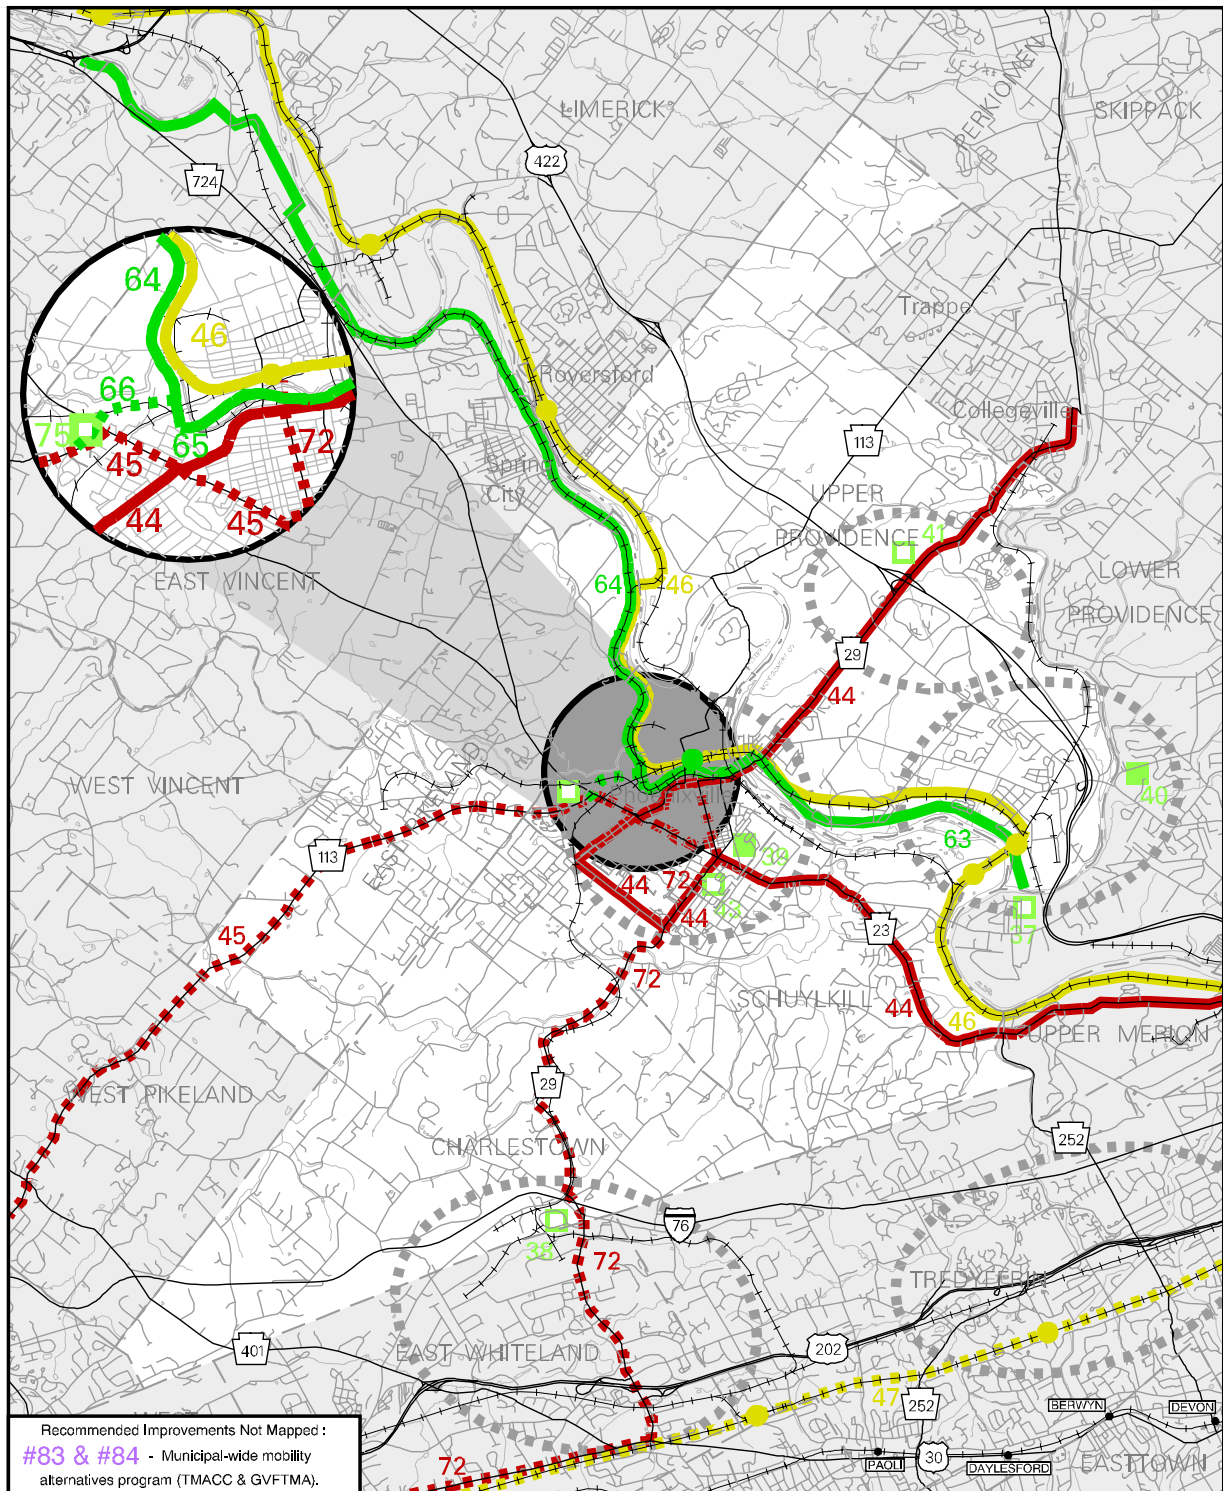 LIMERICK
PERKIOMEN
SKIPPACK
422
724
64
46
Trappe
66
Royersford
Collegeville
75
65
72
113
45
Spring
City
UPPER
44
45
PROVIDENCE
41
EAST VINCENT
64
46
LOWER
PROVIDENCE
29
44
WEST VINCENT
40
Phoenixville
63
39
113
44
72
43
44
23
37
45
72
SCHUYLKILL
44
46
UPPER MERION
29
WEST PIKELAND
252
CHARLESTOWN
76
38
72
TREDYFFRIN
401
EAST WHITELAND
202
47
252
BERWYN
DEVON
WEST
Recommended Improvements Not Mapped :
#83 & #84 - Municipal-wide mobility
alternatives program (TMACC & GVFTMA).
72
PAOLI
30
DAYLESFORD
EASTTOWN